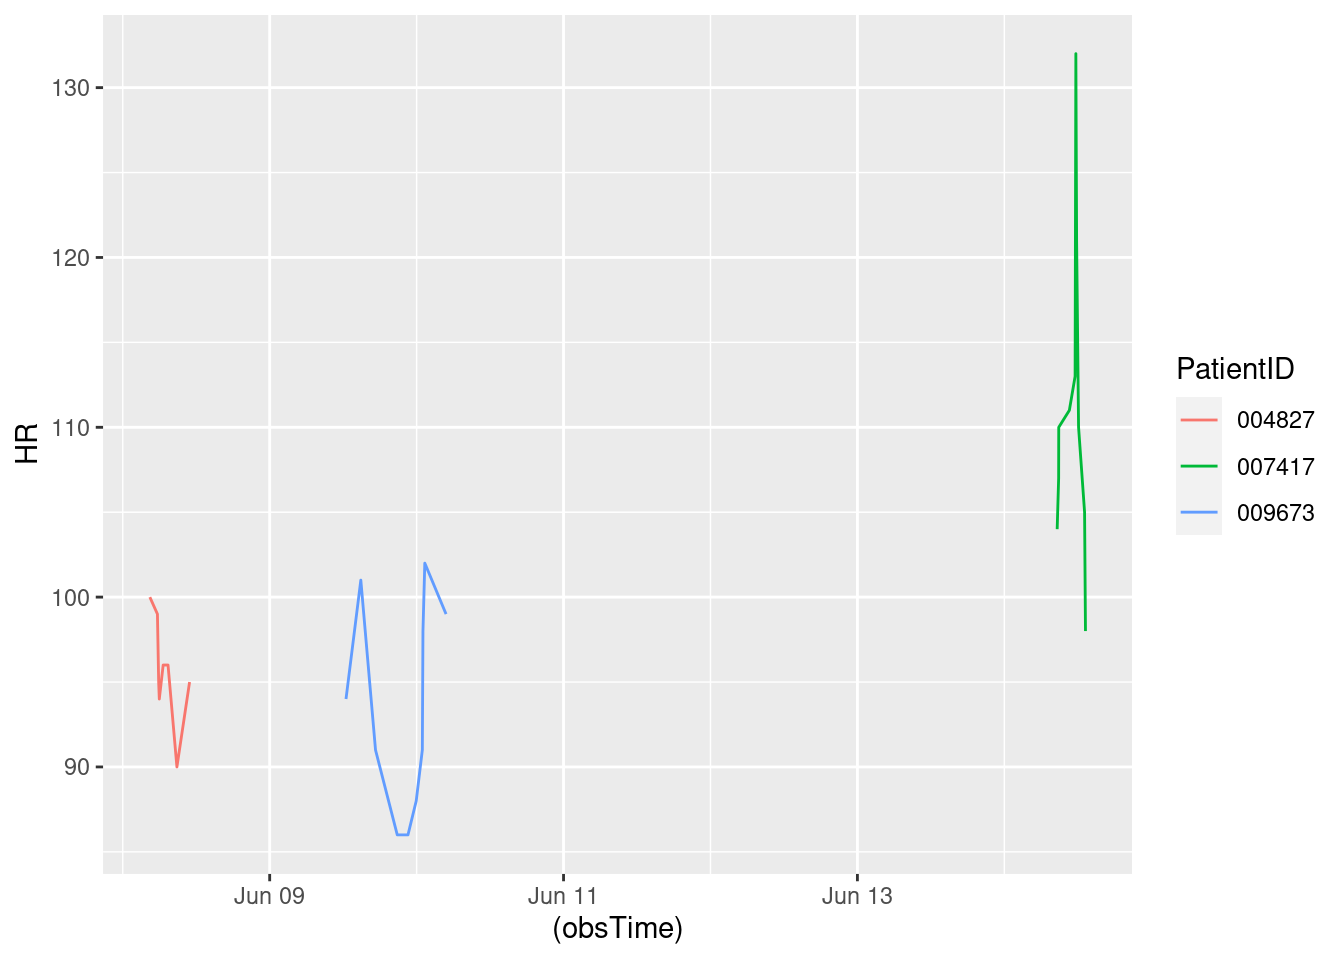 130
120
110
100
90
HR
Jun 09
Jun 11
Jun 13
(obsTime)
PatientID
004827
007417
009673